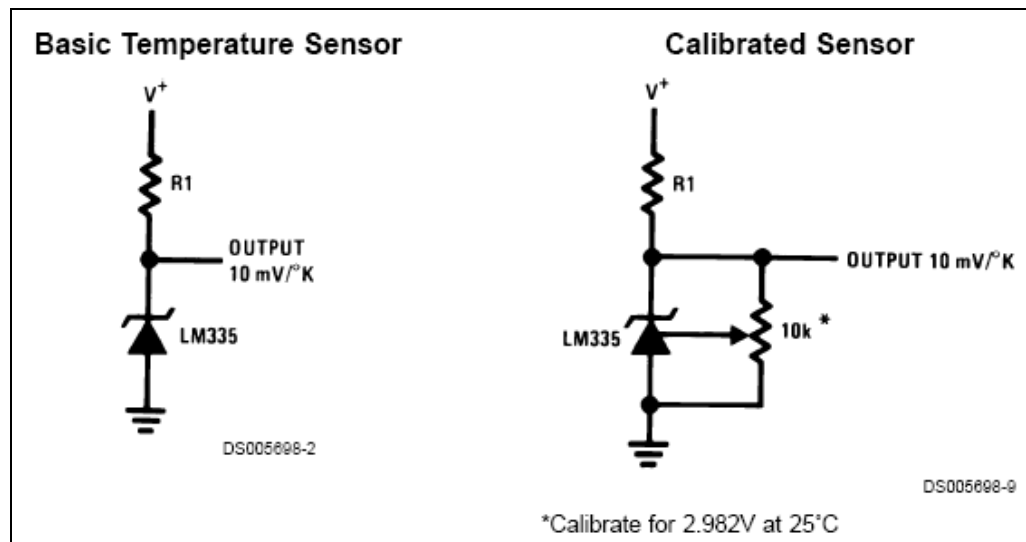 Basic Temperature Sensor
V+
R1
OUTPUT
10 mV/°K
LM335
DS005698-2
Calibrated Sensor
V+
R1
OUTPUT 10 mV/°K
LM335
10k *
DS005698-9
*Calibrate for 2.982V at 25°C